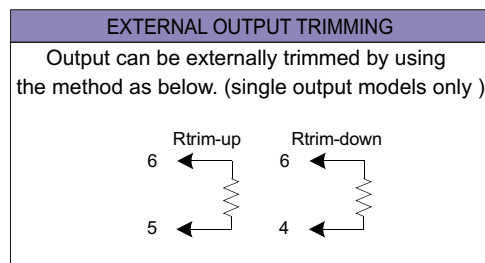 EXTERNAL OUTPUT TRIMMING
Output can be externally trimmed by using
the method as below. (single output models only )
Rtrim-up Rtrim-down
6 6
5 4